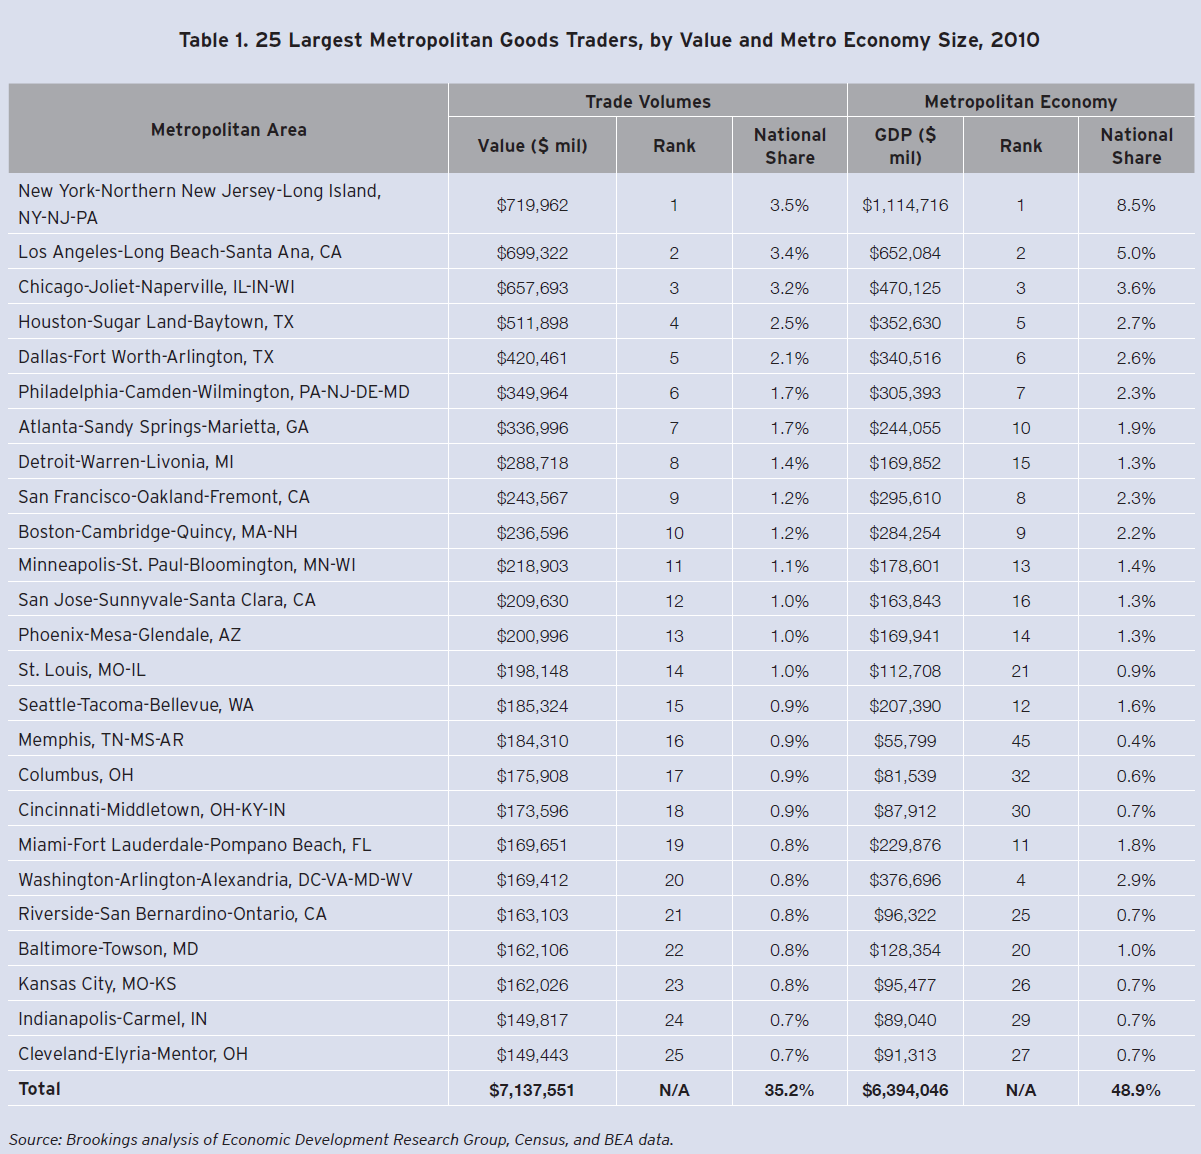 Table 1. 25 Largest Metropolitan Goods Traders, by Value and Metro Economy Size, 2010
Metropolitan Area Trade Volumes Metropolitan Economy
Value ($ mil) Rank National Share GDP ($ mil) Rank National Share
New York-Northern New Jersey-Long Island,
NY-NJ-PA $719,962 1 3.5% $1,114,716 1 8.5%
Los Angeles-Long Beach-Santa Ana, CA $699,322 2 3.4% $652,084 2 5.0%
Chicago-Joliet-Naperville, IL-IN-WI $657,693 3 3.2% $470,125 3 3.6%
Houston-Sugar Land-Baytown, TX $511,898 4 2.5% $352,630 5 2.7%
Dallas-Fort Worth-Arlington, TX $420,461 5 2.1% $340,516 6 2.6%
Philadelphia-Camden-Wilmington, PA-NJ-DE-MD $349,964 6 1.7% $305,393 7 2.3%
Atlanta-Sandy Springs-Marietta, GA $336,996 7 1.7% $244,055 10 1.9%
Detroit-Warren-Livonia, MI $288,718 8 1.4% $169,852 15 1.3%
San Francisco-Oakland-Fremont, CA $243,567 9 1.2% $295,610 8 2.3%
Boston-Cambridge-Quincy, MA-NH $236,596 10 1.2% $284,254 9 2.2%
Minneapolis-St. Paul-Bloomington, MN-WI $218,903 11 1.1% $178,601 13 1.4%
San Jose-Sunnyvale-Santa Clara, CA $209,630 12 1.0% $163,843 16 1.3%
Phoenix-Mesa-Glendale, AZ $200,996 13 1.0% $169,941 14 1.3%
St. Louis, MO-IL $198,148 14 1.0% $112,708 21 0.9%
Seattle-Tacoma-Bellevue, WA $185,324 15 0.9% $207,390 12 1.6%
Memphis, TN-MS-AR $184,310 16 0.9% $55,799 45 0.4%
Columbus, OH $175,908 17 0.9% $81,539 32 0.6%
Cincinnati-Middletown, OH-KY-IN $173,596 18 0.9% $87,912 30 0.7%
Miami-Fort Lauderdale-Pompano Beach, FL $169,651 19 0.8% $229,876 11 1.8%
Washington-Arlington-Alexandria, DC-VA-MD-WV $169,412 20 0.8% $376,696 4 2.9%
Riverside-San Bernardino-Ontario, CA $163,103 21 0.8% $96,322 25 0.7%
Baltimore-Towson, MD $162,106 22 0.8% $128,354 20 1.0%
Kansas City, MO-KS $162,026 23 0.8% $95,477 26 0.7%
Indianapolis-Carmel, IN $149,817 24 0.7% $89,040 29 0.7%
Cleveland-Elyria-Mentor, OH $149,443 25 0.7% $91,313 27 0.7%
Total $7,137,551 N/A 35.2% $6,394,046 N/A 48.9%
Source: Brookings analysis of Economic Development Research Group, Census, and BEA data.